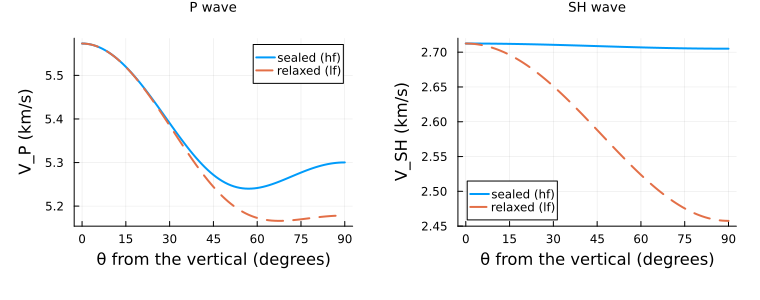 P wave
V_P (km/s)
5.5
5.4
5.3
5.2
sealed (hf)
relaxed (lf)
0 15 30 45 60 75 90
θ from the vertical (degrees)
SH wave
V_SH (km/s)
2.70
2.65
2.60
2.55
2.50
2.45
sealed (hf)
relaxed (lf)
0 15 30 45 60 75 90
θ from the vertical (degrees)